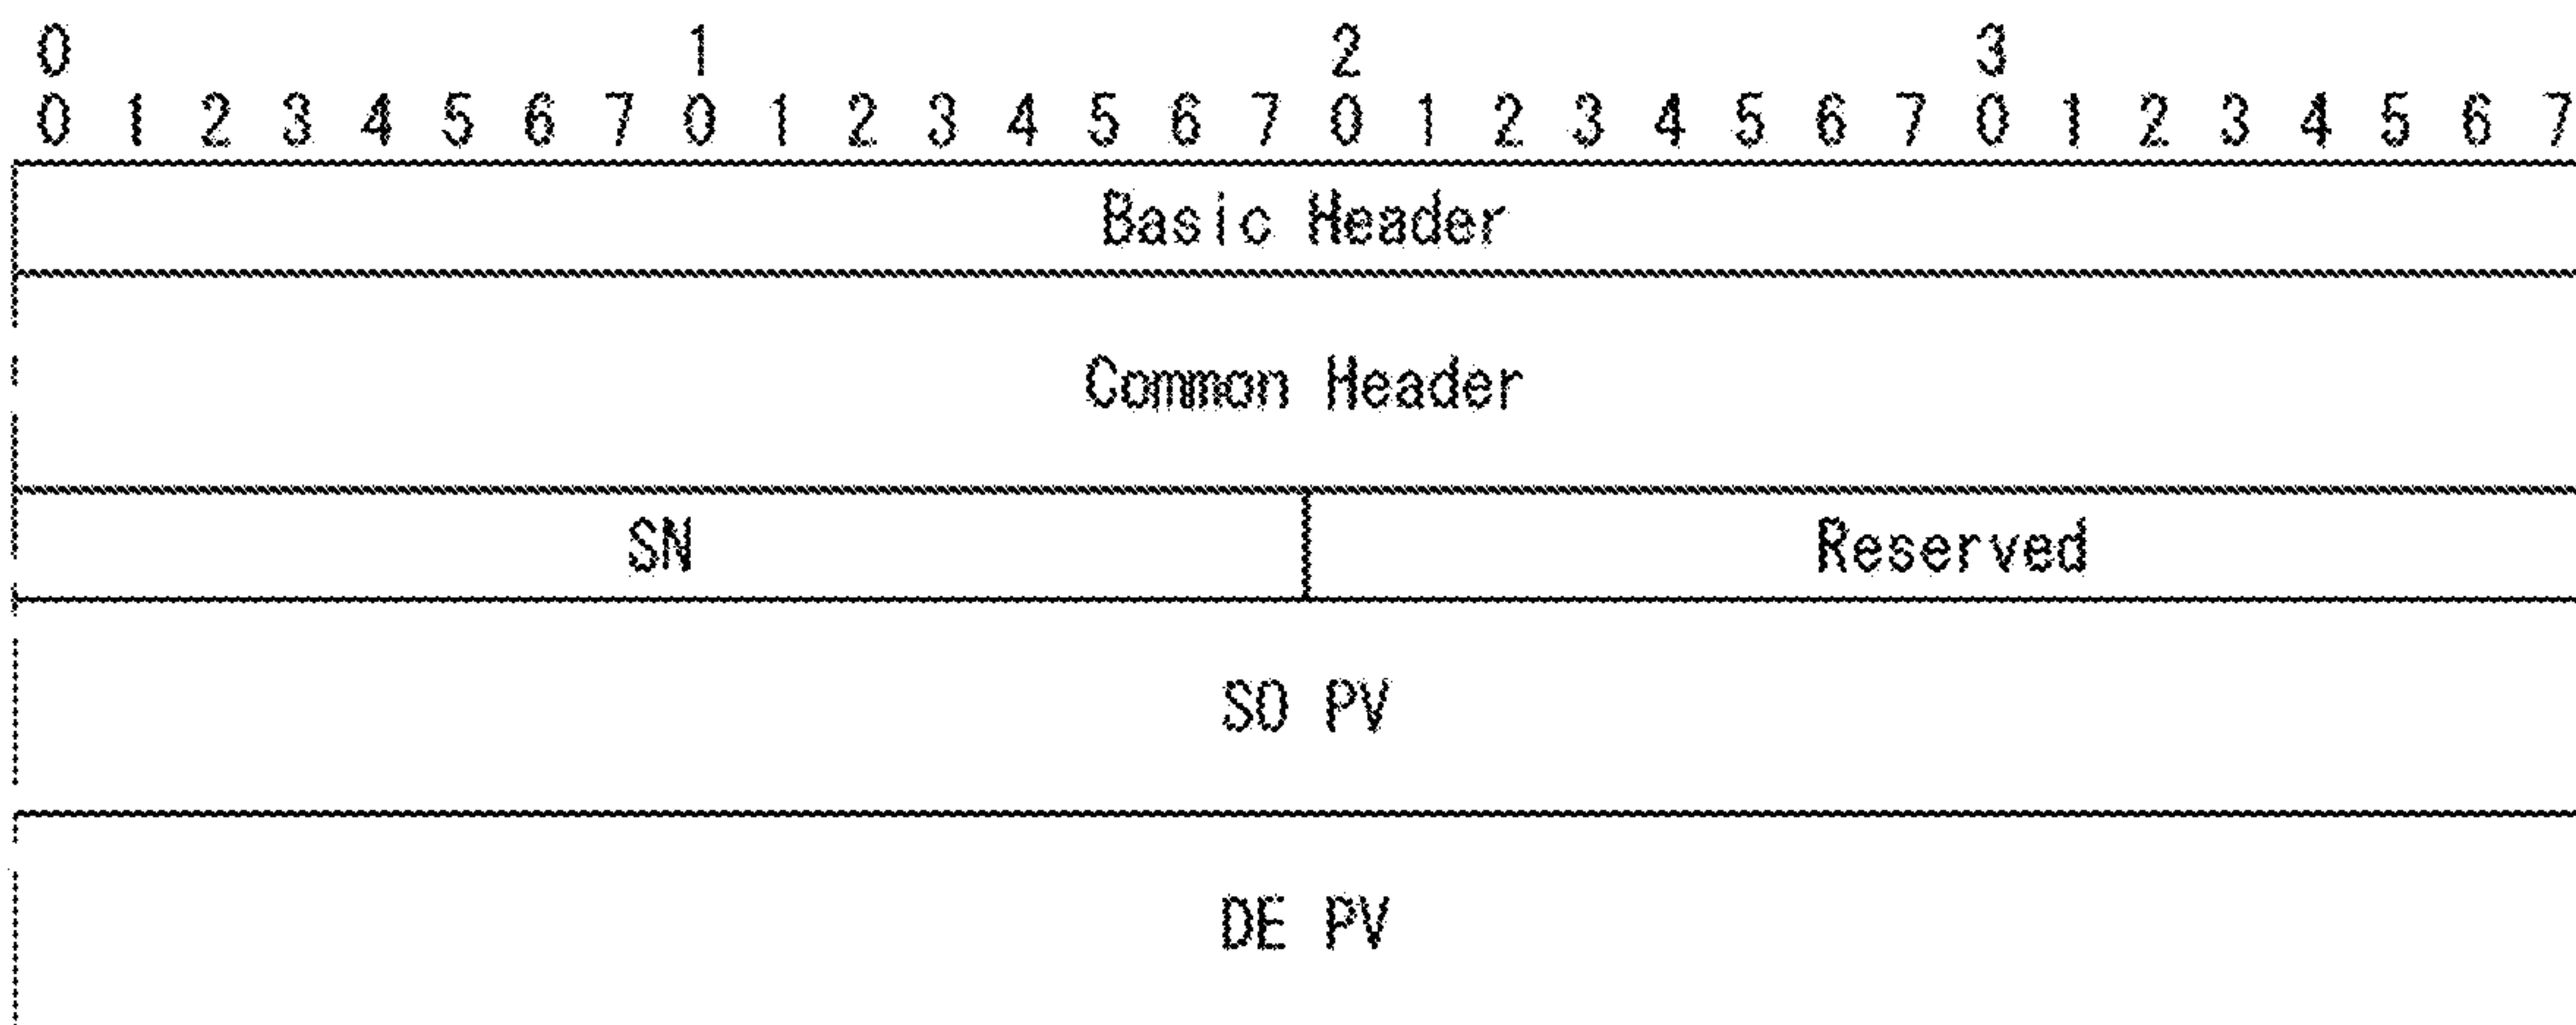 0 1 2 3
0 1 2 3 4 5 6 7 0 1 2 3 4 5 6 7 0 1 2 3 4 5 6 7 0 1 2 3 4 5 6 7
Basic Header
Common Header
SN Reserved
SO PV
DE PV